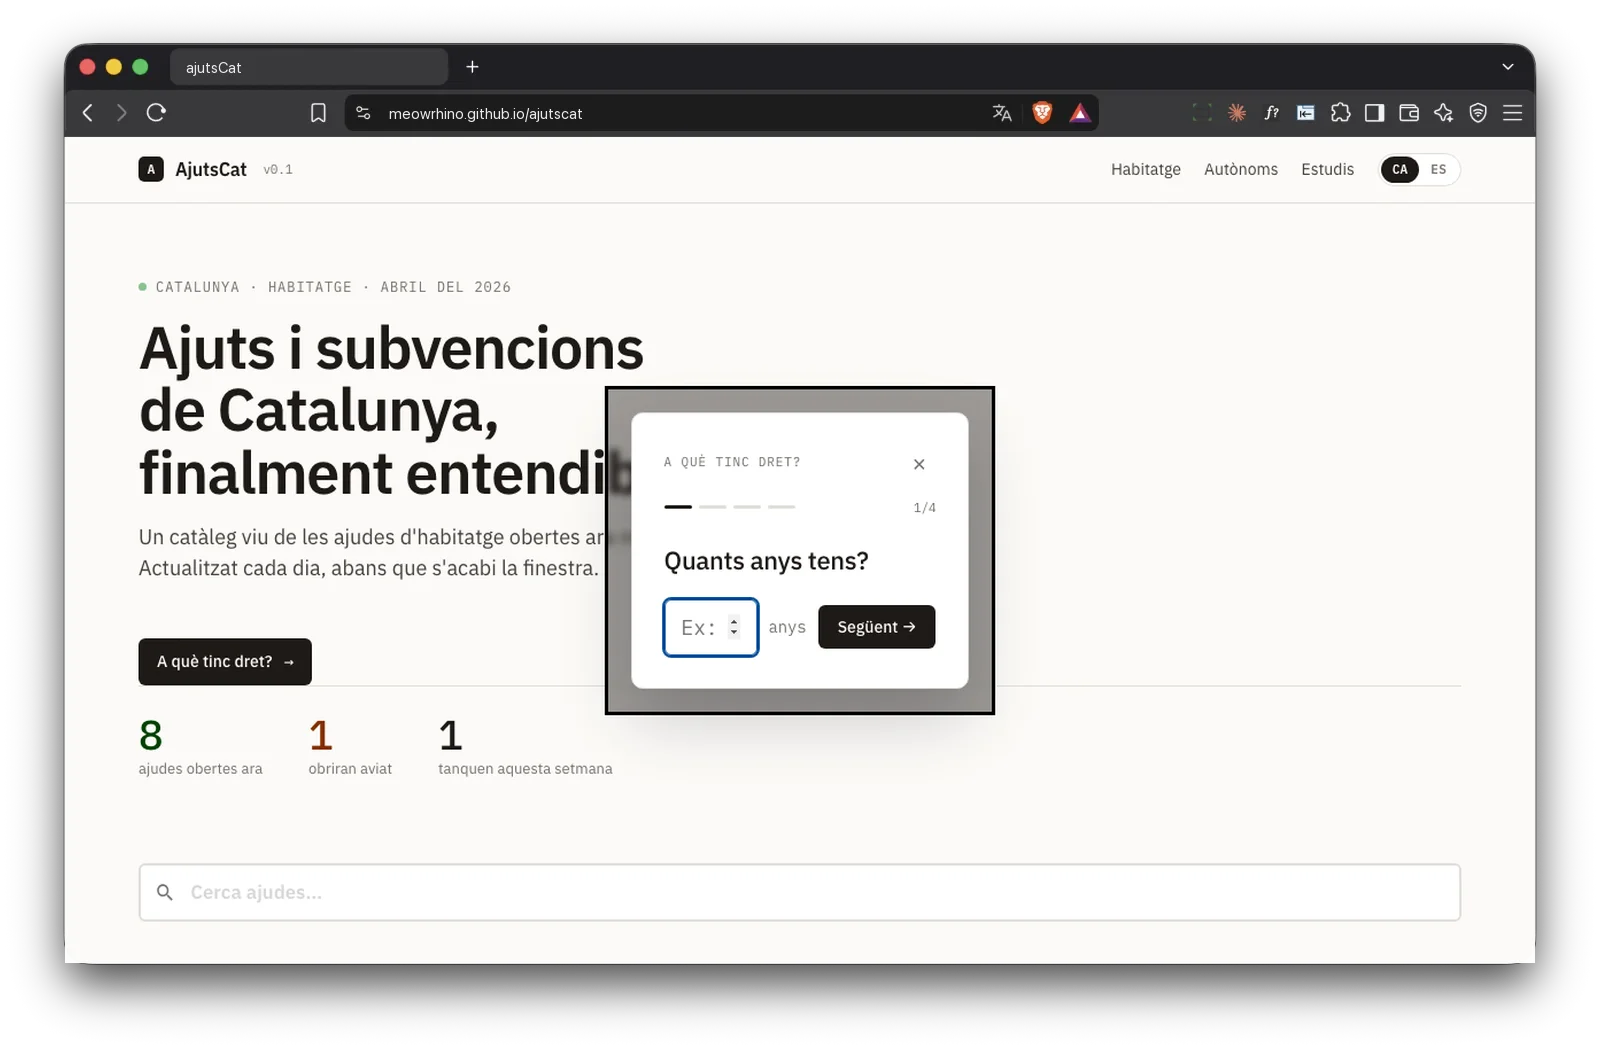 ajutsCat
meowrhino.github.io/ajutscat
f?
A AjutsCat v0.1
Habitatge Autònoms Estudis CA ES
CATALUNYA · HABITATGE · ABRIL DEL 2026
Ajuts i subvencions
de Catalunya,
finalment entendib
Un catàleg viu de les ajudes d'habitatge obertes ara
Actualitzat cada dia, abans que s'acabi la finestra.
A què tinc dret? →
8
ajudes obertes ara
1
obriran aviat
1
tanquen aquesta setmana
Cerca ajudes...
A QUÈ TINC DRET? ×
1/4
Quants anys tens?
Ex: anys Següent →